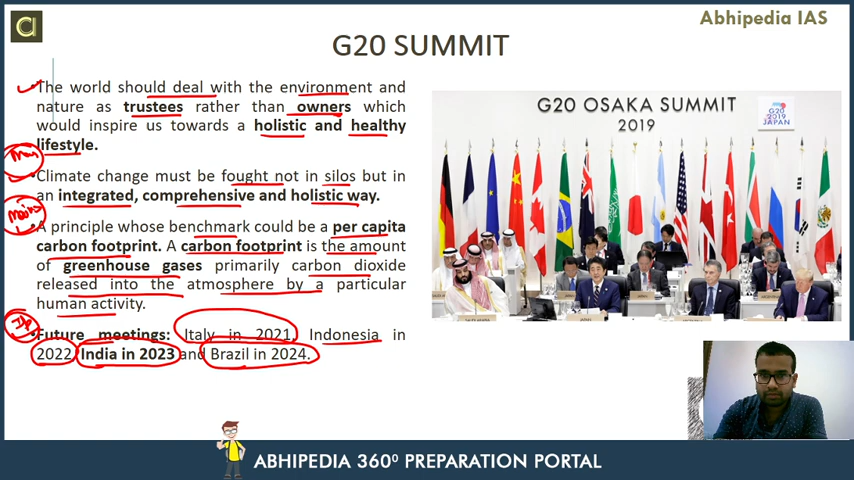 Abhipedia IAS
G20 SUMMIT
The world should deal with the environment and
nature as trustees rather than owners which
would inspire us towards a holistic and healthy
lifestyle.
Climate change must be fought not in silos but in
an integrated, comprehensive and holistic way.
A principle whose benchmark could be a per capita
carbon footprint. A carbon footprint is the amount
of greenhouse gases primarily carbon dioxide
released into the atmosphere by a particular
human activity.
Future meetings: Italy in 2021, Indonesia in
2022, India in 2023 and Brazil in 2024.
Mains
G20 OSAKA SUMMIT
2019
G20
2019
JAPAN
ABHIPEDIA 360⁰ PREPARATION PORTAL